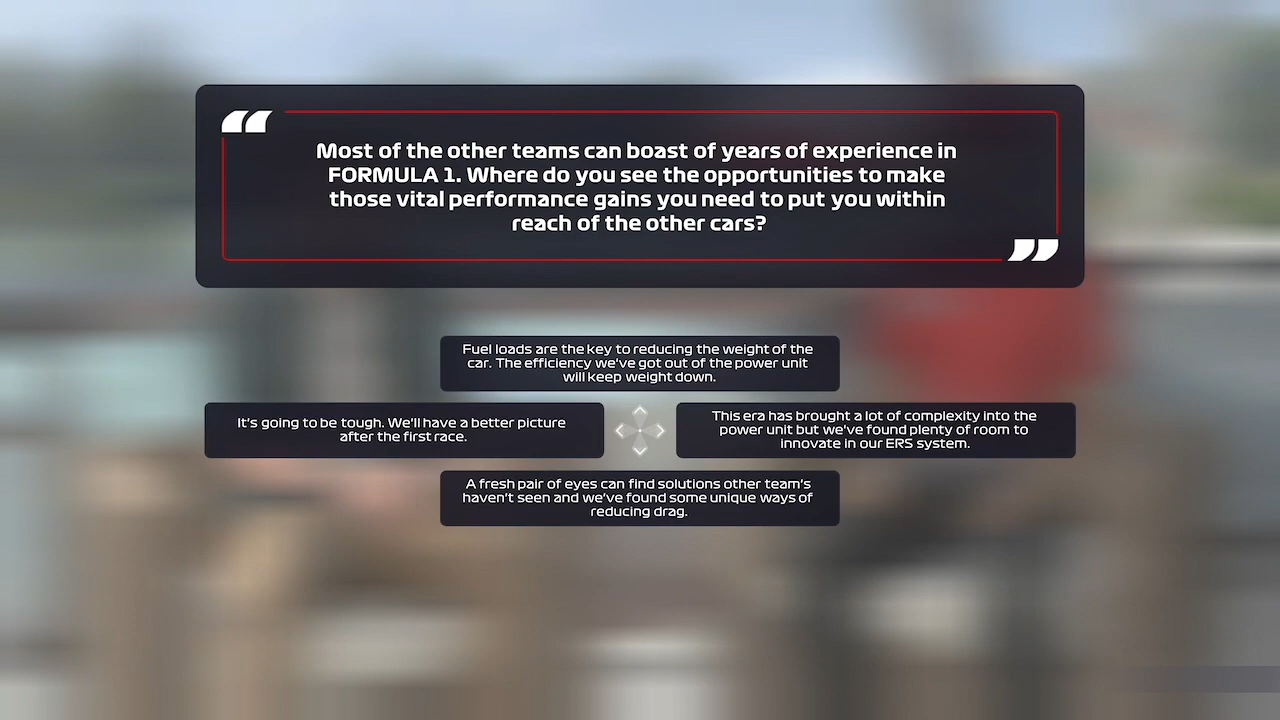 Most of the other teams can boast of years of experience in
FORMULA 1. Where do you see the opportunities to make
those vital performance gains you need to put you within
reach of the other cars?
Fuel loads are the key to reducing the weight of the
car. The efficiency we've got out of the power unit
will keep weight down.
It's going to be tough. We'll have a better picture
after the first race.
This era has brought a lot of complexity into the
power unit but we've found plenty of room to
innovate in our ERS system.
A fresh pair of eyes can find solutions other team's
haven't seen and we've found some unique ways of
reducing drag.